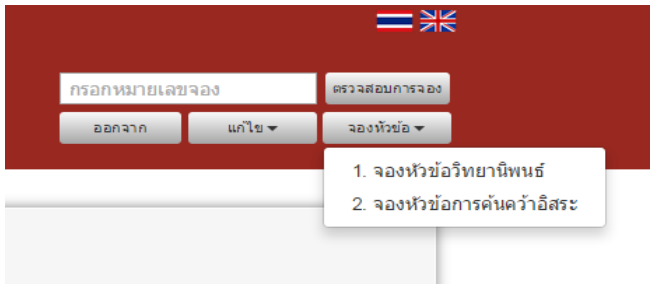 กรอกหมายเลขจอง ตรวจสอบการจอง
ออกจาก แก้ไข จองหัวข้อ
1. จองหัวข้อวิทยานิพนธ์
2. จองหัวข้อการค้นคว้าอิสระ